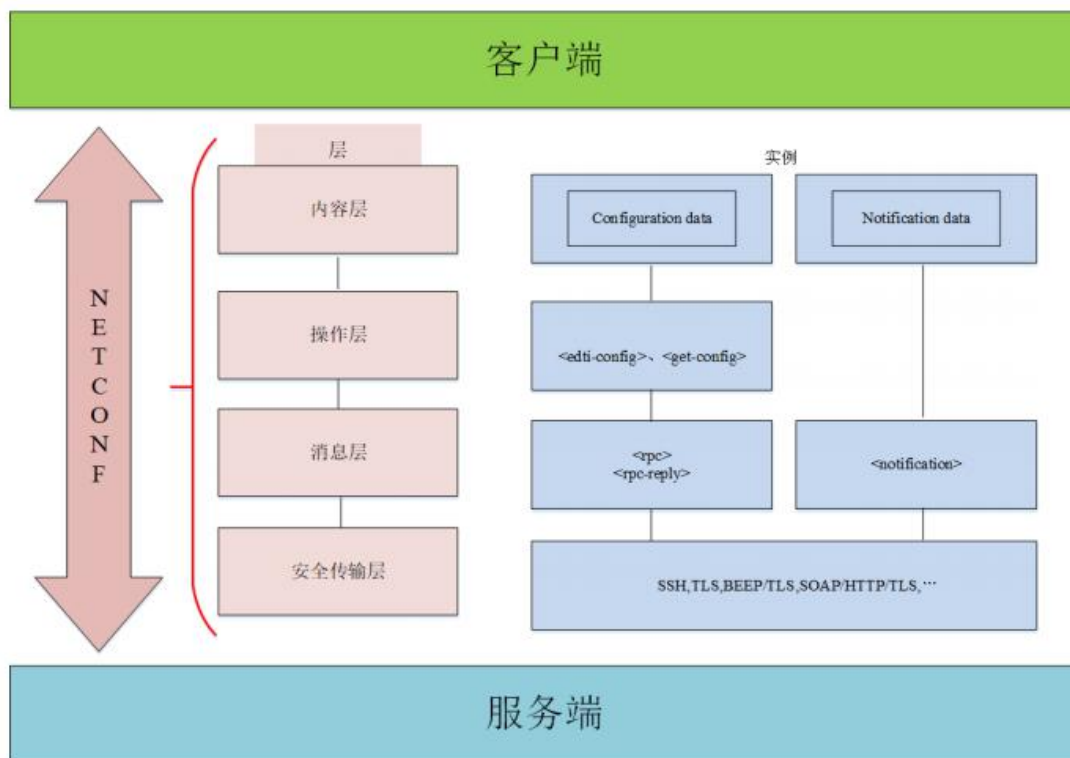 客户端
NETCONF
层
实例
内容层
Configuration data
Notification data
操作层
<edti-config>、<get-config>
消息层
<rpc>
<rpc-reply>
<notification>
安全传输层
SSH,TLS,BEEP/TLS,SOAP/HTTP/TLS,…
服务端